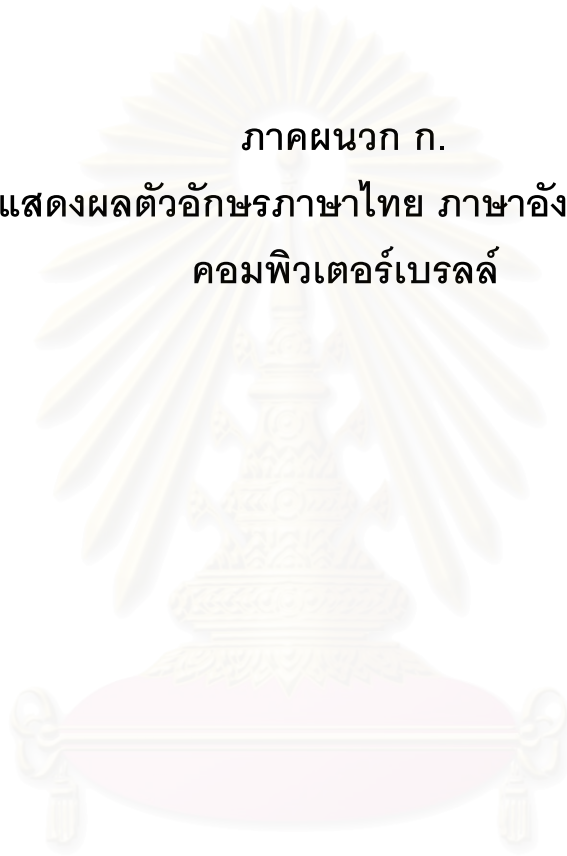 ภาคผนวก ก.
แสดงผลตัวอักษรภาษาไทย ภาษาอัง
คอมพิวเตอร์เบรลล์